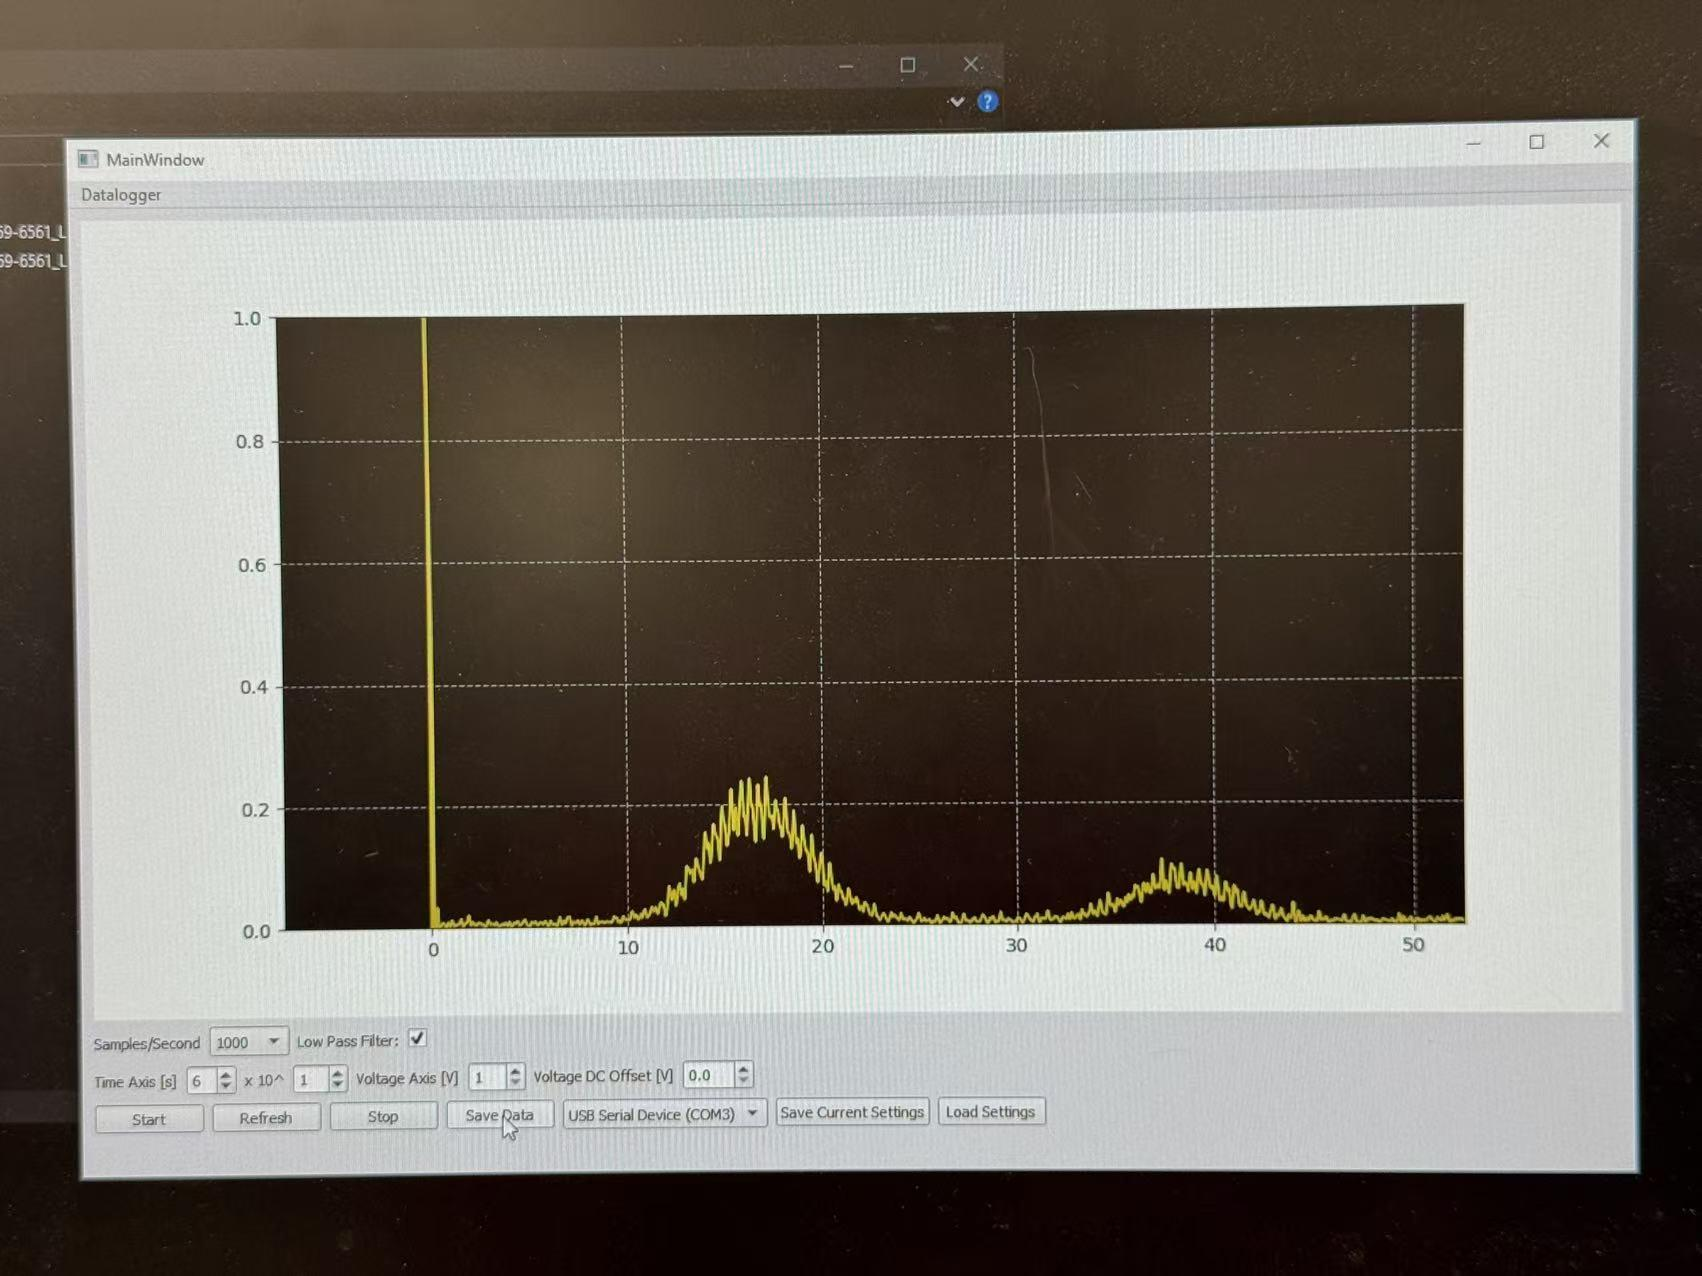 ?
MainWindow
Datalogger
69-6561_L
69-6561_L
1.0
0.8
0.6
0.4
0.2
0.0
0 10 20 30 40 50
Samples/Second 1000 Low Pass Filter:
Time Axis [s] 6 x 10^ 1 Voltage Axis [V] 1 Voltage DC Offset [V] 0.0
Start Refresh Stop Save Data USB Serial Device (COM3) Save Current Settings Load Settings